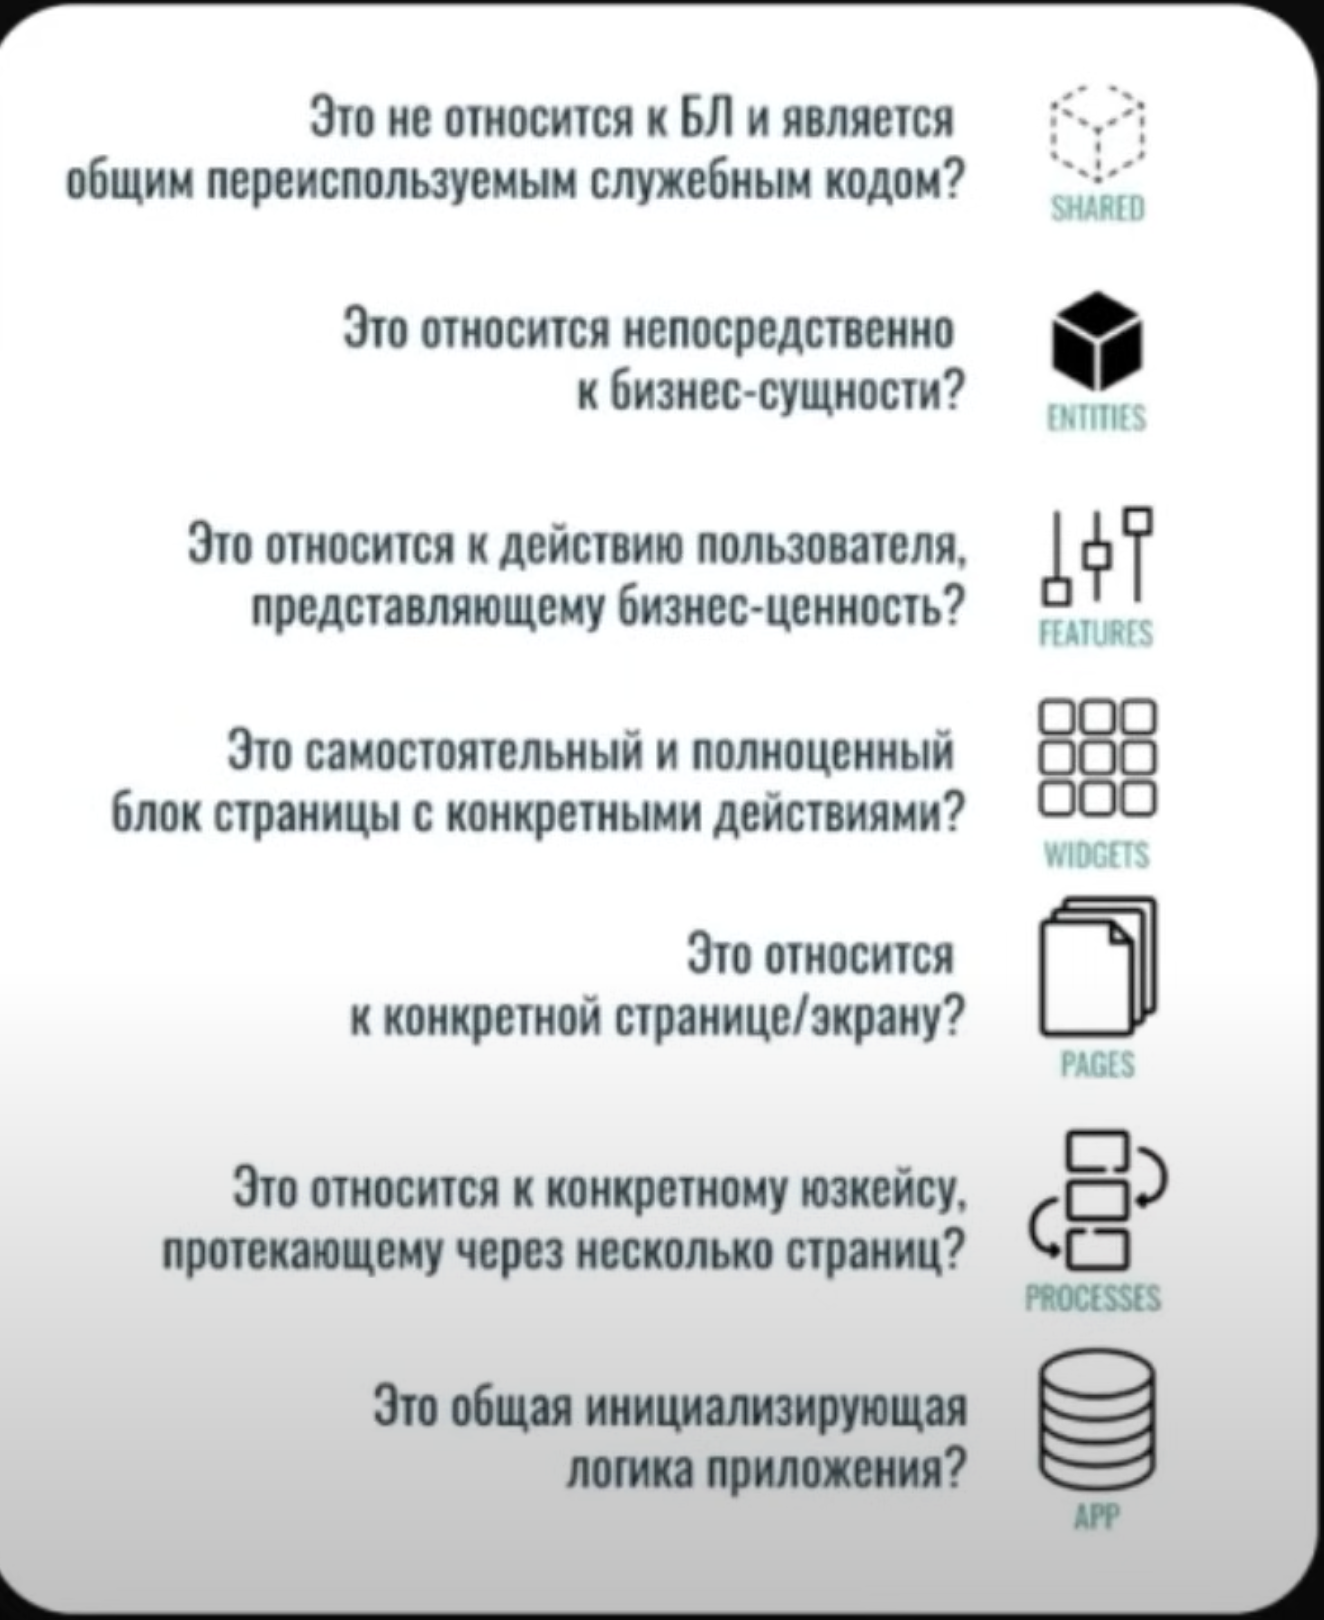 Это не относится к БЛ и является
общим переиспользуемым служебным кодом?
SHARED
Это относится непосредственно
к бизнес-сущности?
ENTITIES
Это относится к действию пользователя,
представляющему бизнес-ценность?
FEATURES
Это самостоятельный и полноценный
блок страницы с конкретными действиями?
WIDGETS
Это относится
к конкретной странице/экрану?
PAGES
Это относится к конкретному юзкейсу,
протекающему через несколько страниц?
PROCESSES
Это общая инициализирующая
логика приложения?
APP